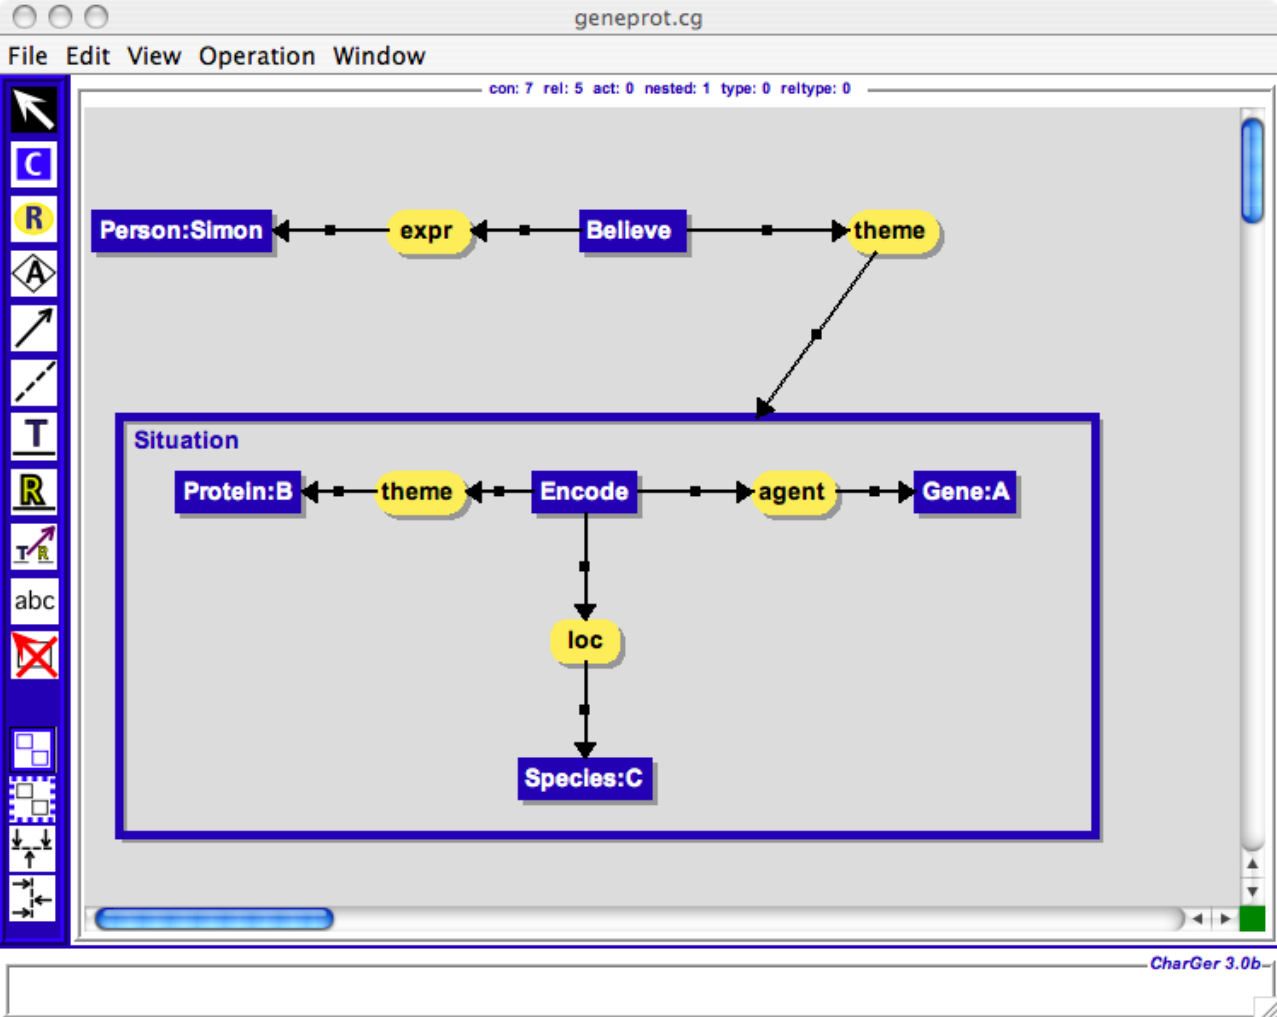 geneprot.cg
File Edit View Operation Window
con: 7 rel: 5 act: 0 nested: 1 type: 0 reltype: 0
C
R
A
T
R
T R
abc
Person:Simon expr Believe theme
Situation
Protein:B theme Encode agent Gene:A
loc
Species:C
CharGer 3.0b